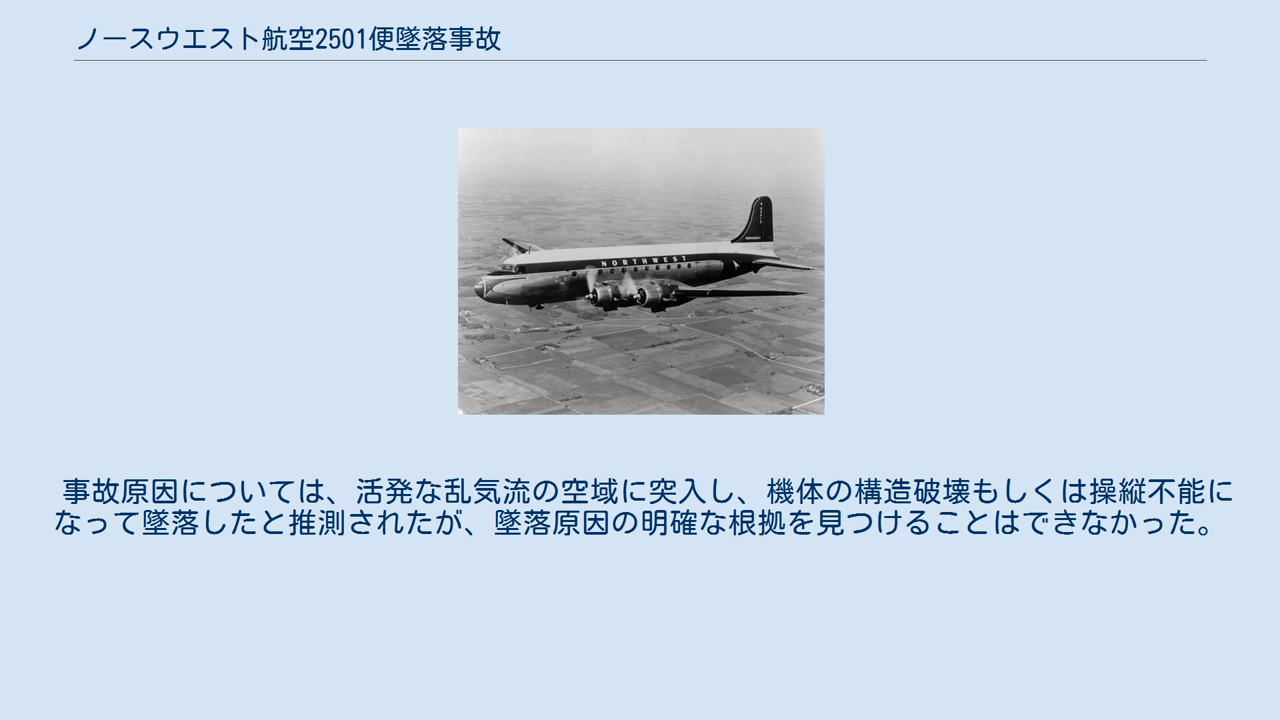 ノースウエスト航空2501便墜落事故
NORTHWEST
事故原因については、活発な乱気流の空域に突入し、機体の構造破壊もしくは操縦不能に
なって墜落したと推測されたが、墜落原因の明確な根拠を見つけることはできなかった。